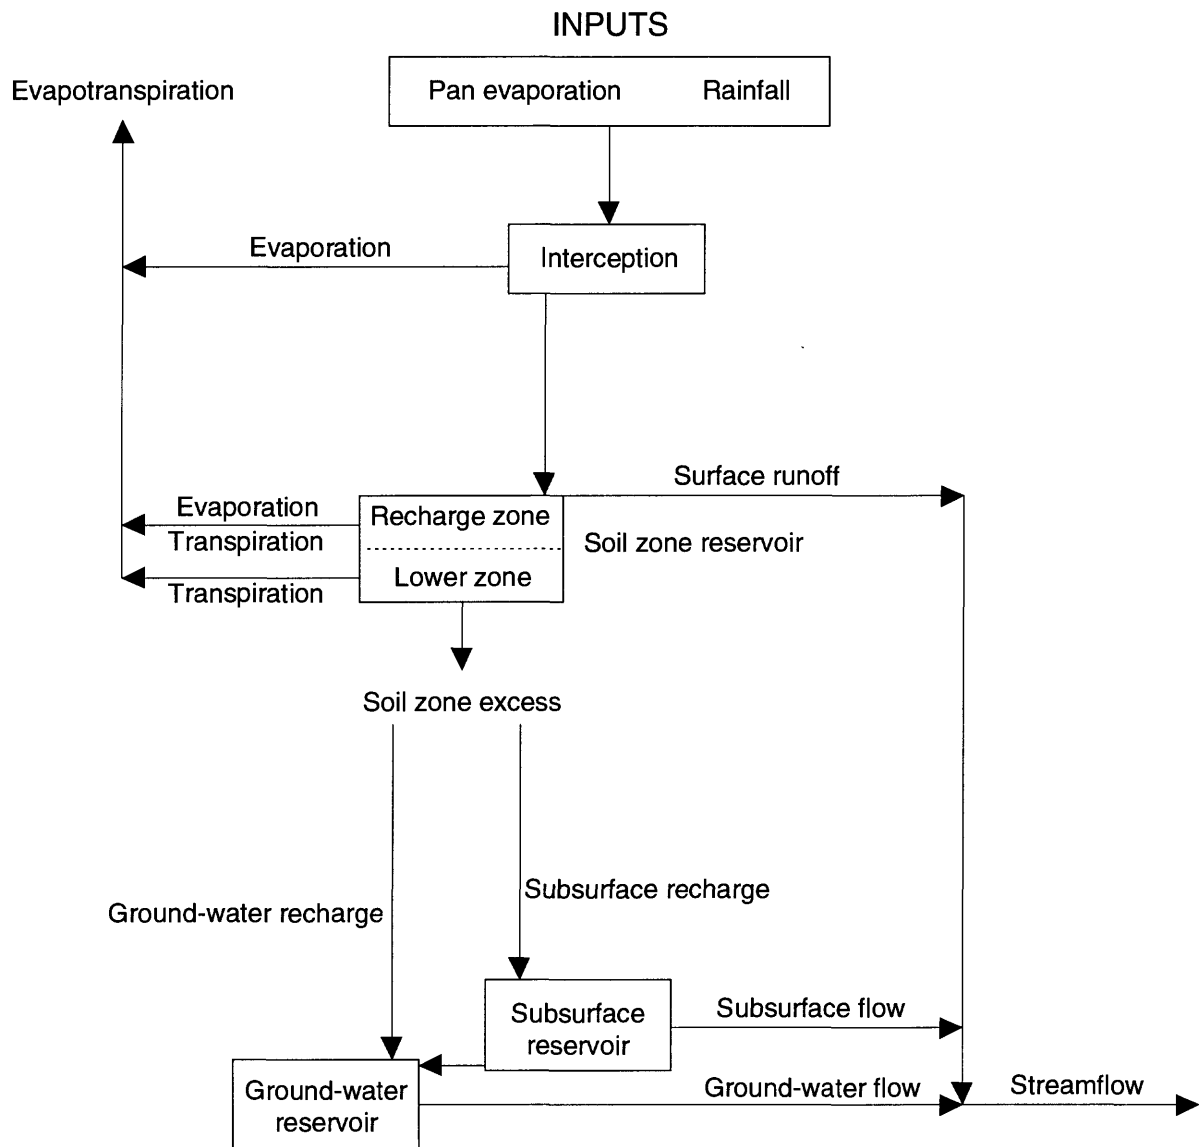 INPUTS
Evapotranspiration
Pan evaporation Rainfall
Evaporation
Interception
Surface runoff
Evaporation
Recharge zone
Transpiration
Soil zone reservoir
Lower zone
Transpiration
Soil zone excess
Subsurface recharge
Ground-water recharge
Subsurface
reservoir
Subsurface flow
Ground-water
reservoir
Ground-water flow
Streamflow